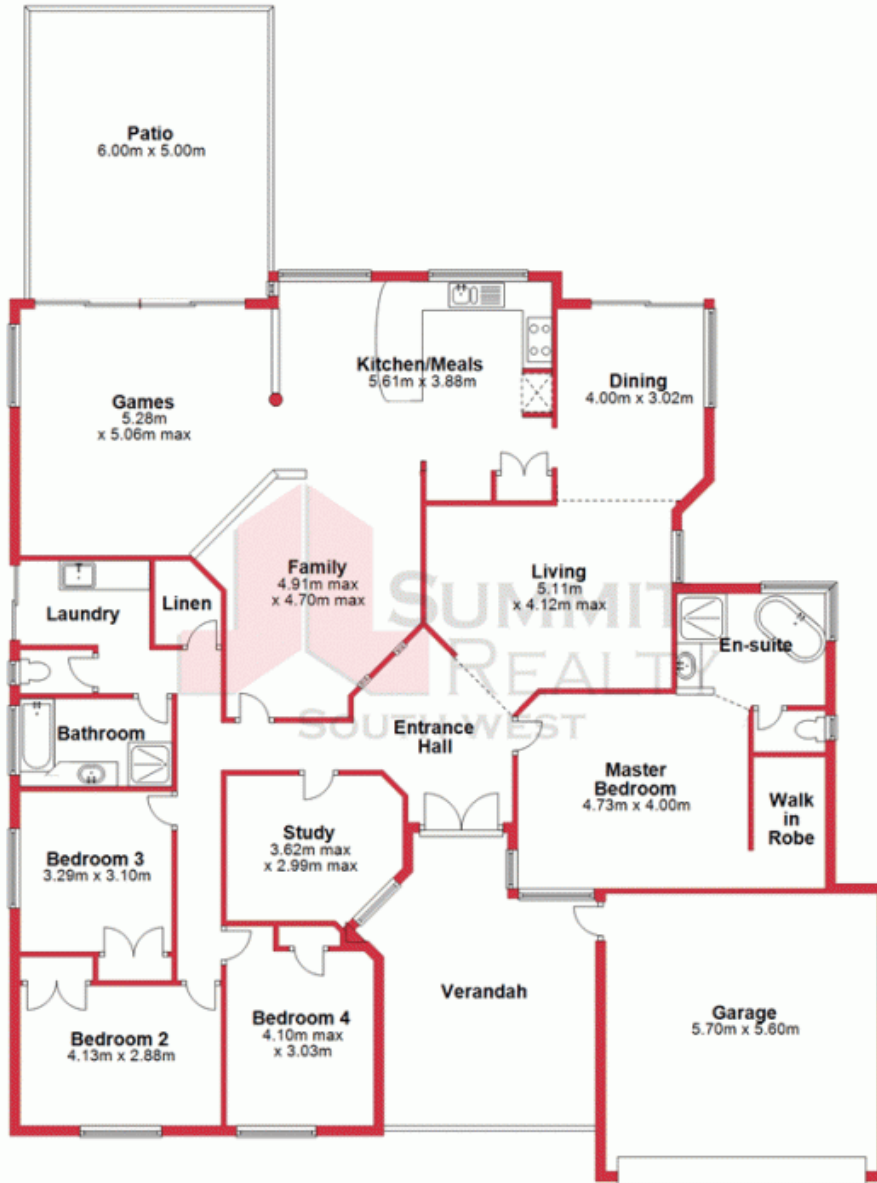 Patio
6.00m x 5.00m
Kitchen/Meals
5.61m x 3.88m
Dining
4.00m x 3.02m
Games
5.28m
x 5.06m max
Family
4.91m max
x 4.70m max
Living
5.11m
x 4.12m max
Laundry
Linen
SUMMIT
REALTY
SOUTH WEST
En-suite
Bathroom
Entrance
Hall
Master
Bedroom
4.73m x 4.00m
Walk
in
Robe
Study
3.62m max
x 2.99m max
Bedroom 3
3.29m x 3.10m
Verandah
Garage
5.70m x 5.60m
Bedroom 4
4.10m max
x 3.03m
Bedroom 2
4.13m x 2.88m